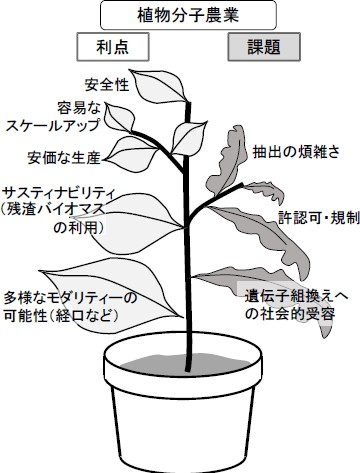 植物分子農業
利点
課題
安全性
容易な
スケールアップ
安価な生産
サスティナビリティ
(残渣バイオマス
の利用)
多様なモダリティーの
可能性(経口など)
抽出の煩雑さ
許認可・規制
遺伝子組換えへ
の社会的受容